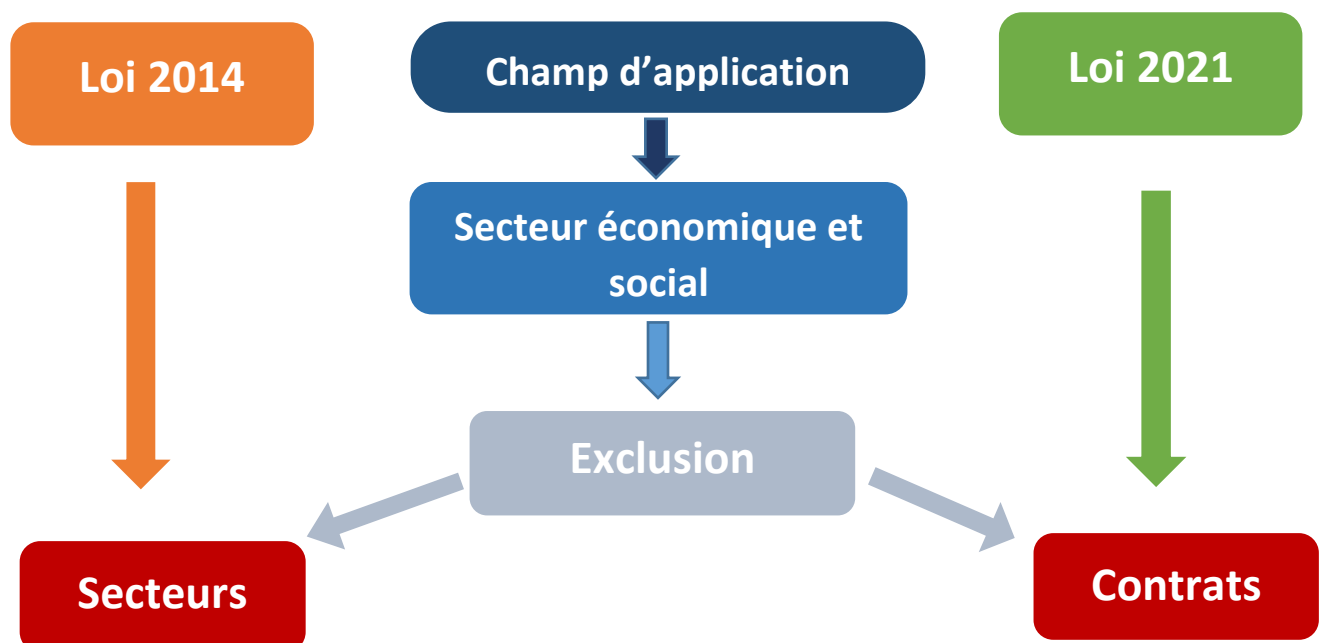 Loi 2014
Champ d’application
Loi 2021
Secteur économique et
social
Exclusion
Secteurs
Contrats